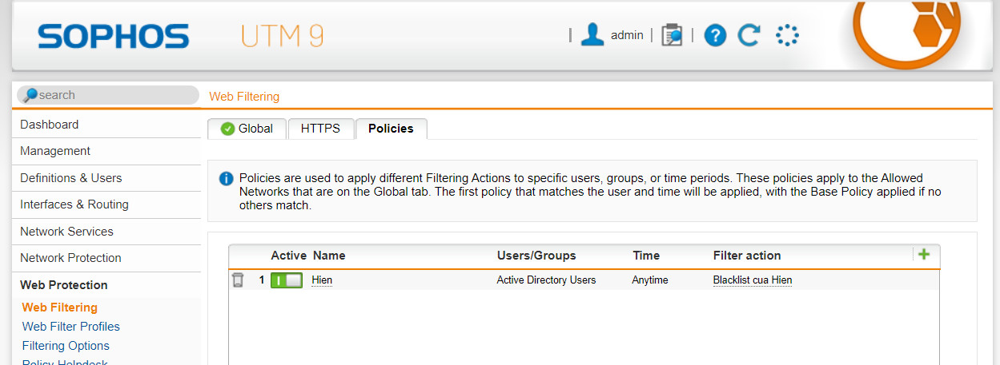 SOPHOS UTM 9
| admin | |
search
Web Filtering
Dashboard
Management
Definitions & Users
Interfaces & Routing
Network Services
Network Protection
Web Protection
Web Filtering
Web Filter Profiles
Filtering Options
Policy Helpdesk
Global HTTPS Policies
Policies are used to apply different Filtering Actions to specific users, groups, or time periods. These policies apply to the Allowed
Networks that are on the Global tab. The first policy that matches the user and time will be applied, with the Base Policy applied if no
others match.
Active Name Users/Groups Time Filter action
1 Hien Active Directory Users Anytime Blacklist cua Hien